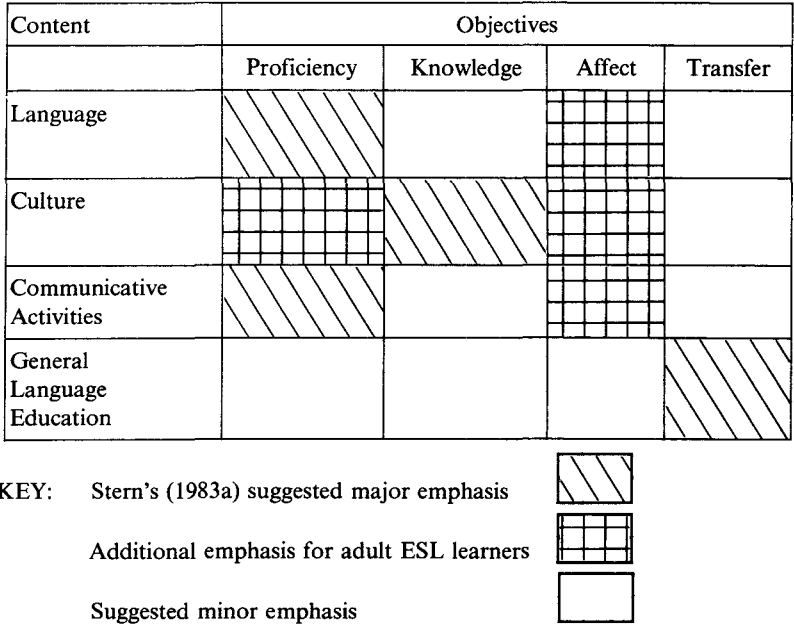 Content Objectives
Proficiency Knowledge Affect Transfer
Language
Culture
Communicative
Activities
General
Language
Education
KEY: Stern's (1983a) suggested major emphasis
Additional emphasis for adult ESL learners
Suggested minor emphasis